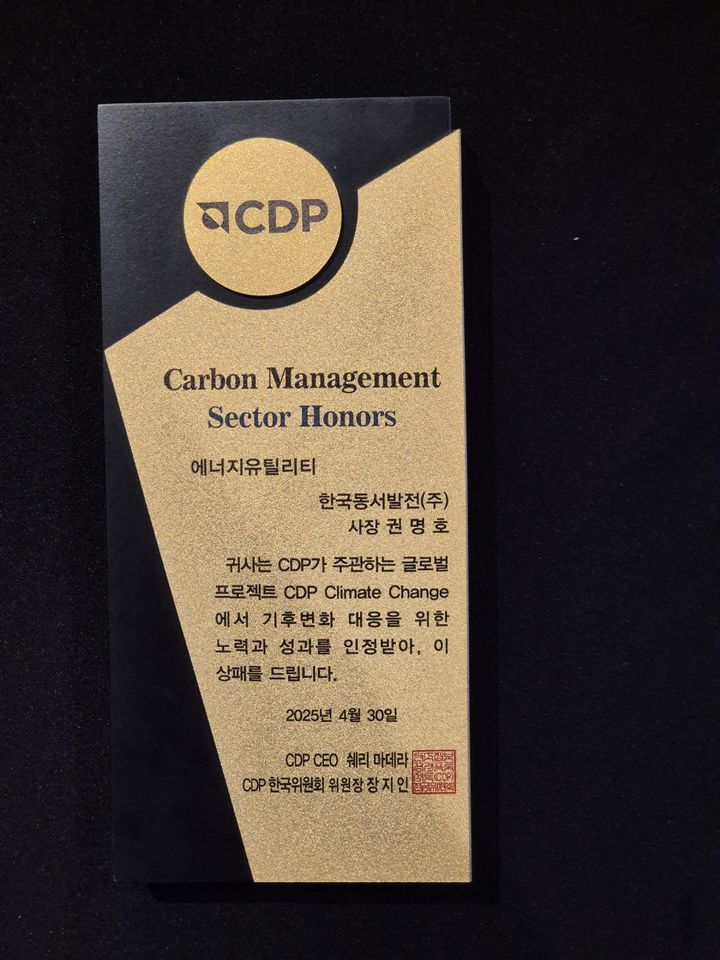 CDP
Carbon Management
Sector Honors
에너지유틸리티
한국동서발전(주)
사장 권 명 호
귀사는 CDP가 주관하는 글로벌
프로젝트 CDP Climate Change
에서 기후변화 대응을 위한
노력과 성과를 인정받아, 이
상패를 드립니다.
2025년 4월 30일
CDP CEO 쉐리 마데라
CDP 한국위원회 위원장 장 지 인
(CDP)